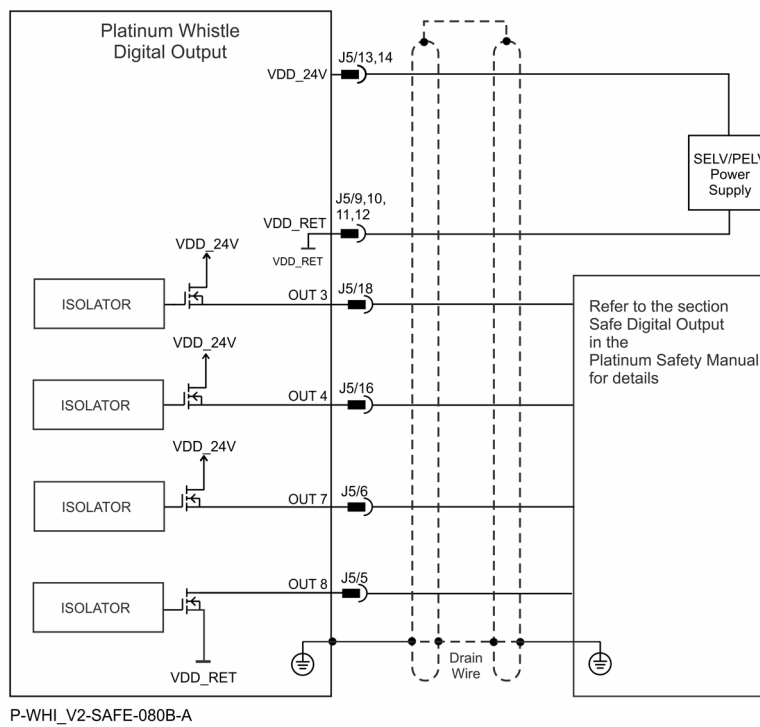 Platinum Whistle
Digital Output
J5/13,14
VDD_24V
SELV/PELV
Power
Supply
J5/9,10,
11,12
VDD_RET
VDD_RET
VDD_24V
ISOLATOR
OUT 3
J5/18
Refer to the section
Safe Digital Output
in the
Platinum Safety Manual
for details
VDD_24V
ISOLATOR
OUT 4
J5/16
VDD_24V
ISOLATOR
OUT 7
J5/6
ISOLATOR
OUT 8
J5/5
VDD_RET
Drain
Wire
P-WHI_V2-SAFE-080B-A